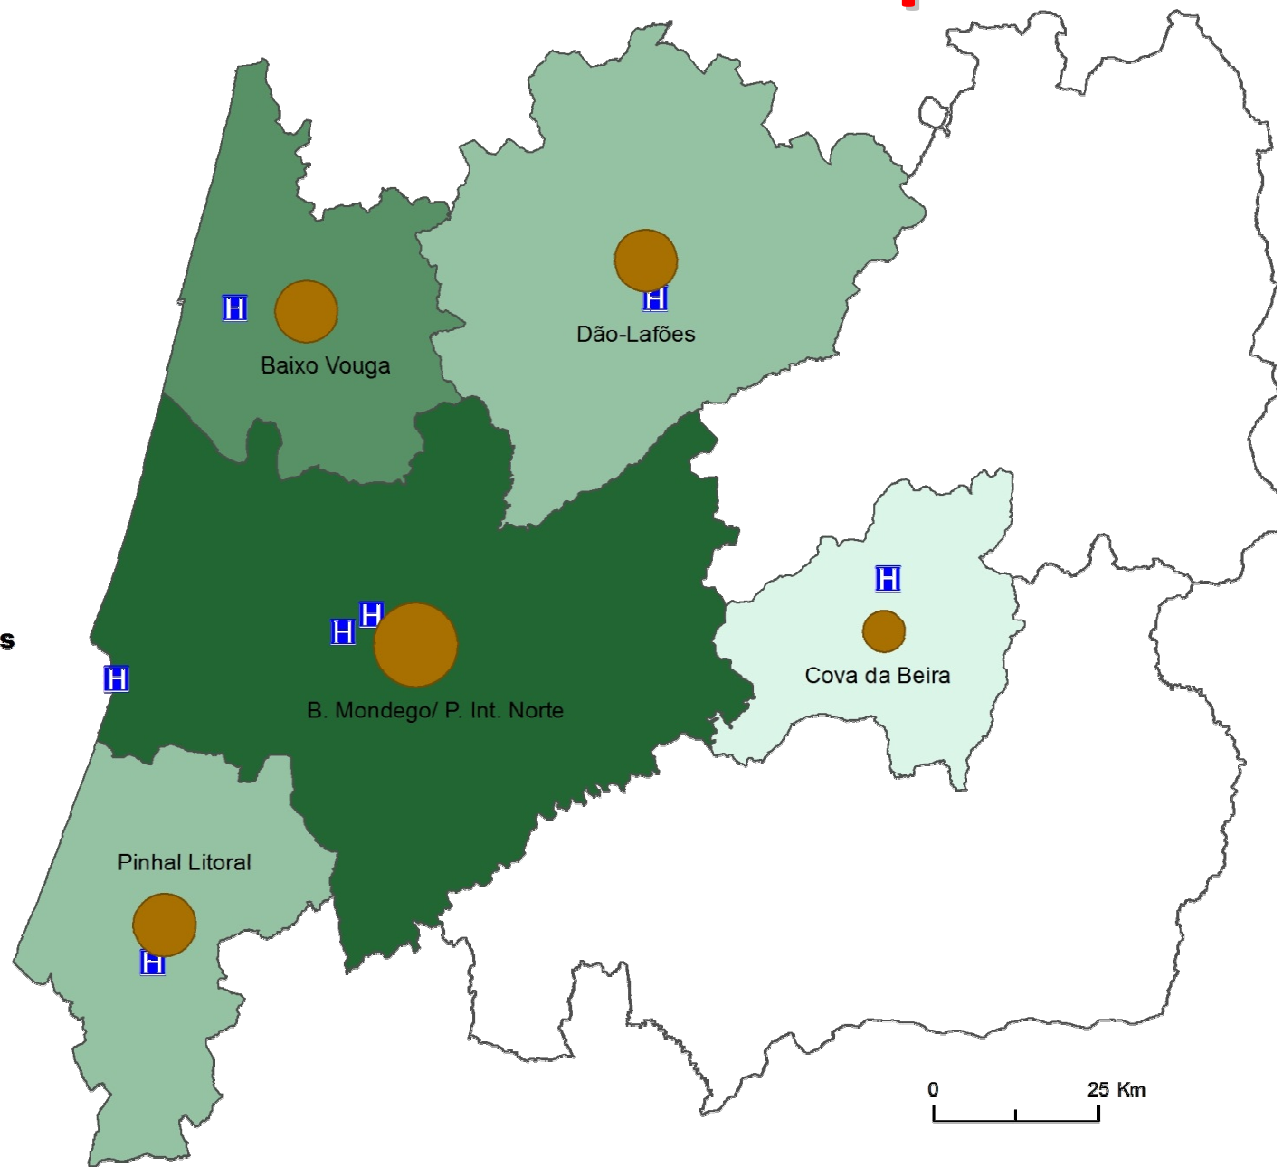 H
Dão-Lafões
H
Baixo Vouga
H
H
H
s
Cova da Beira
H
B. Mondego/ P. Int. Norte
Pinhal Litoral
H
0 25 Km